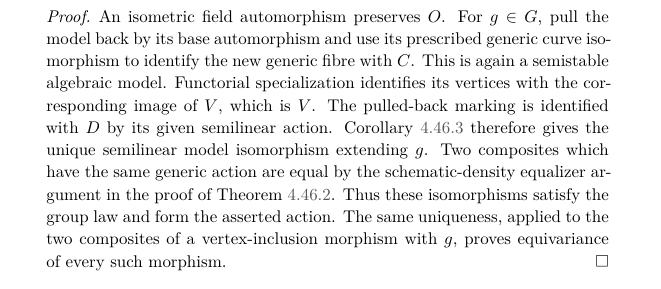 Proof. An isometric field automorphism preserves O. For g ∈ G, pull the
model back by its base automorphism and use its prescribed generic curve iso-
morphism to identify the new generic fibre with C. This is again a semistable
algebraic model. Functorial specialization identifies its vertices with the cor-
responding image of V, which is V. The pulled-back marking is identified
with D by its given semilinear action. Corollary 4.46.3 therefore gives the
unique semilinear model isomorphism extending g. Two composites which
have the same generic action are equal by the schematic-density equalizer ar-
gument in the proof of Theorem 4.46.2. Thus these isomorphisms satisfy the
group law and form the asserted action. The same uniqueness, applied to the
two composites of a vertex-inclusion morphism with g, proves equivariance
of every such morphism. □